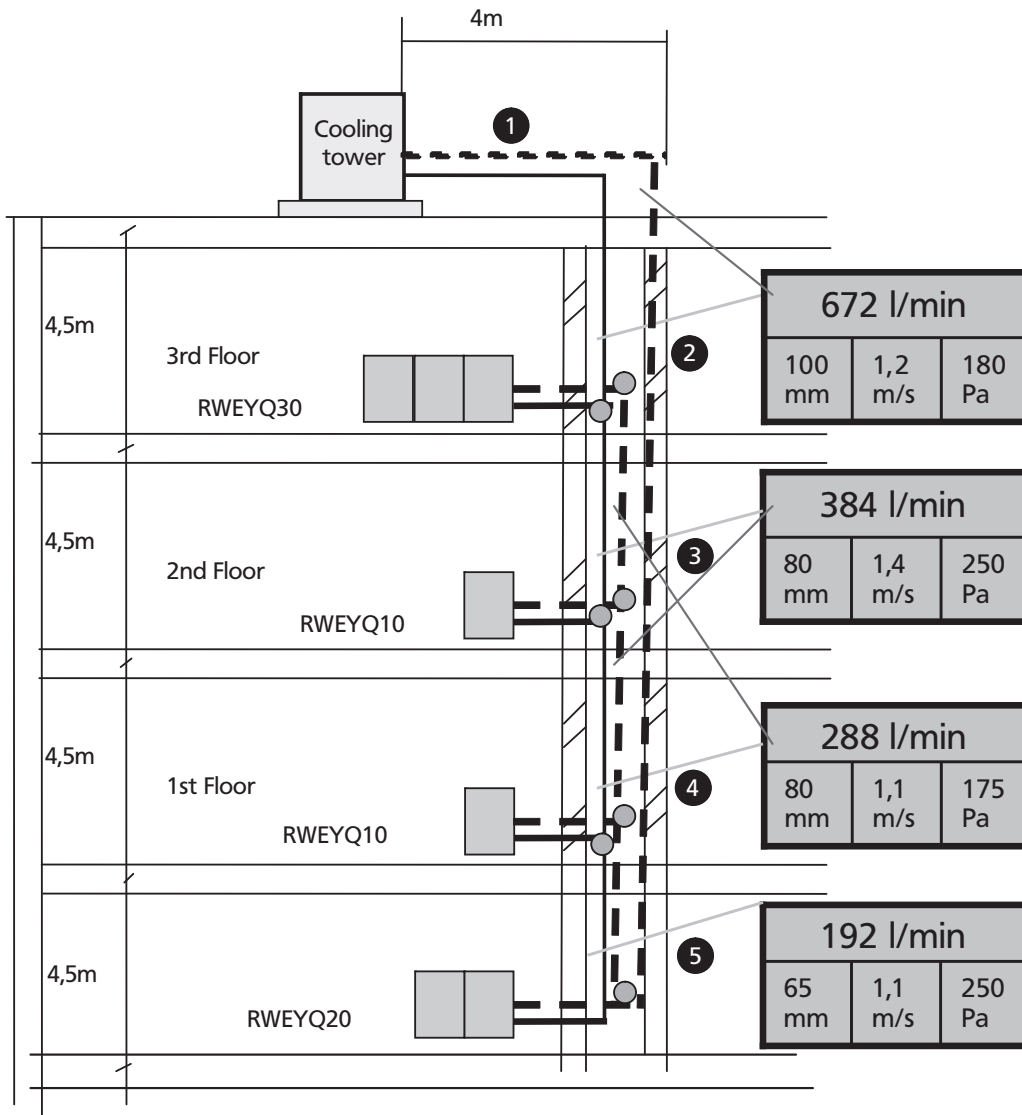 4m
Cooling
tower
1
4,5m
3rd Floor
RWEYQ30
2
672 l/min
100
mm
1,2
m/s
180
Pa
4,5m
2nd Floor
RWEYQ10
3
384 l/min
80
mm
1,4
m/s
250
Pa
4,5m
1st Floor
RWEYQ10
4
288 l/min
80
mm
1,1
m/s
175
Pa
4,5m
RWEYQ20
5
192 l/min
65
mm
1,1
m/s
250
Pa